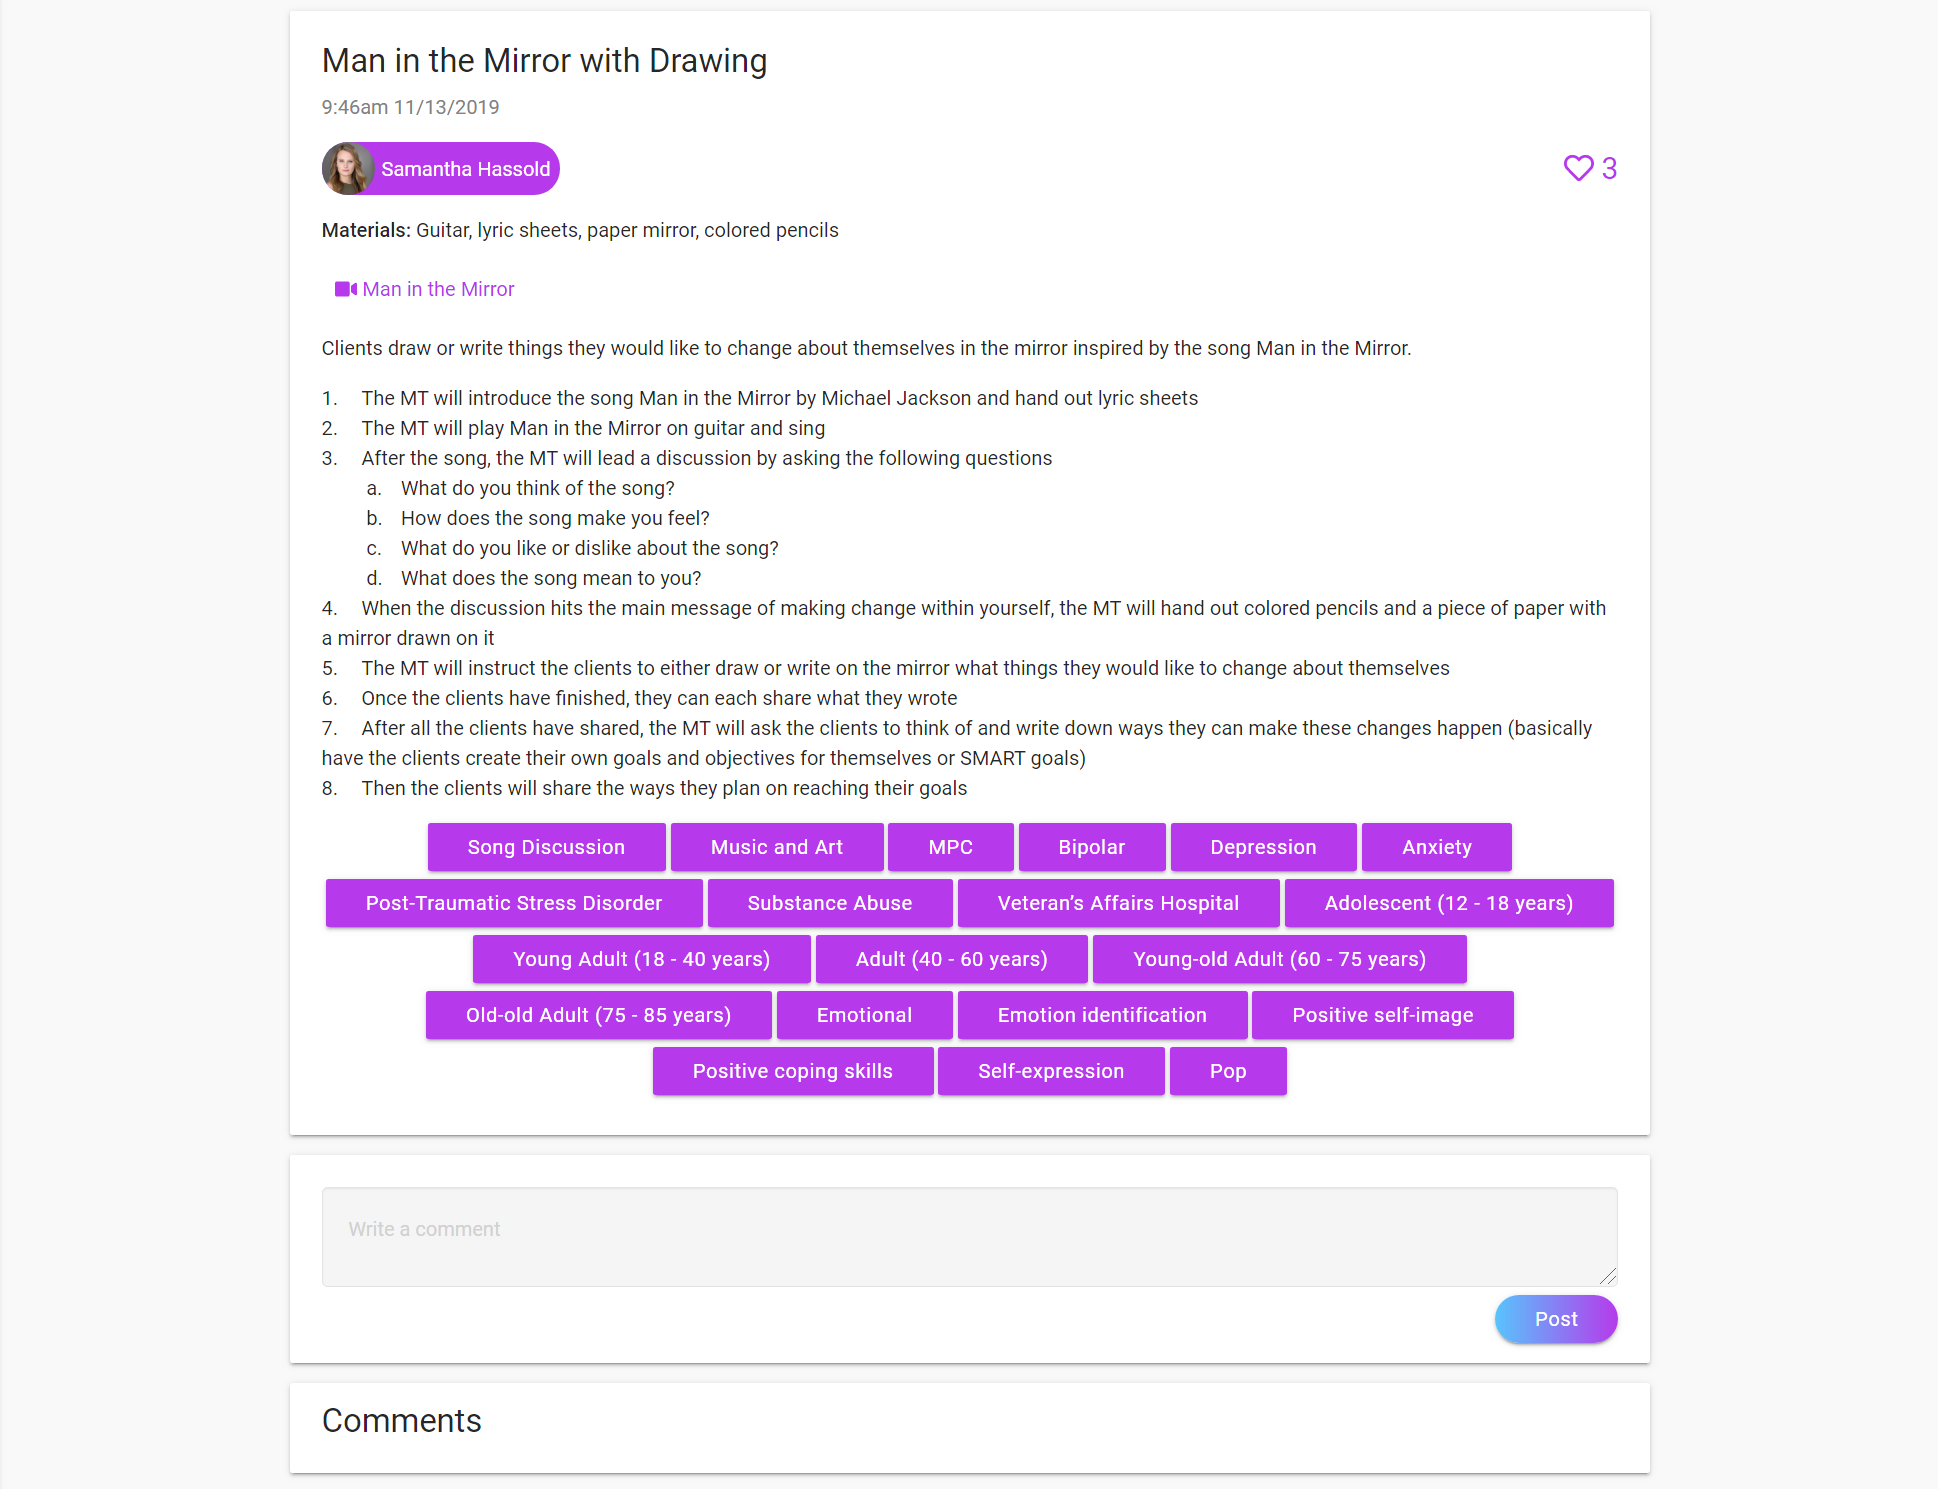 Man in the Mirror with Drawing
9:46am 11/13/2019
Samantha Hassold
3
Materials: Guitar, lyric sheets, paper mirror, colored pencils
Man in the Mirror
Clients draw or write things they would like to change about themselves in the mirror inspired by the song Man in the Mirror.
1. The MT will introduce the song Man in the Mirror by Michael Jackson and hand out lyric sheets
2. The MT will play Man in the Mirror on guitar and sing
3. After the song, the MT will lead a discussion by asking the following questions
a. What do you think of the song?
b. How does the song make you feel?
c. What do you like or dislike about the song?
d. What does the song mean to you?
4. When the discussion hits the main message of making change within yourself, the MT will hand out colored pencils and a piece of paper with
a mirror drawn on it
5. The MT will instruct the clients to either draw or write on the mirror what things they would like to change about themselves
6. Once the clients have finished, they can each share what they wrote
7. After all the clients have shared, the MT will ask the clients to think of and write down ways they can make these changes happen (basically
have the clients create their own goals and objectives for themselves or SMART goals)
8. Then the clients will share the ways they plan on reaching their goals
Song Discussion Music and Art MPC Bipolar Depression Anxiety
Post-Traumatic Stress Disorder Substance Abuse Veteran's Affairs Hospital Adolescent (12 - 18 years)
Young Adult (18 - 40 years) Adult (40 - 60 years) Young-old Adult (60 - 75 years)
Old-old Adult (75 - 85 years) Emotional Emotion identification Positive self-image
Positive coping skills Self-expression Pop
Write a comment
Post
Comments